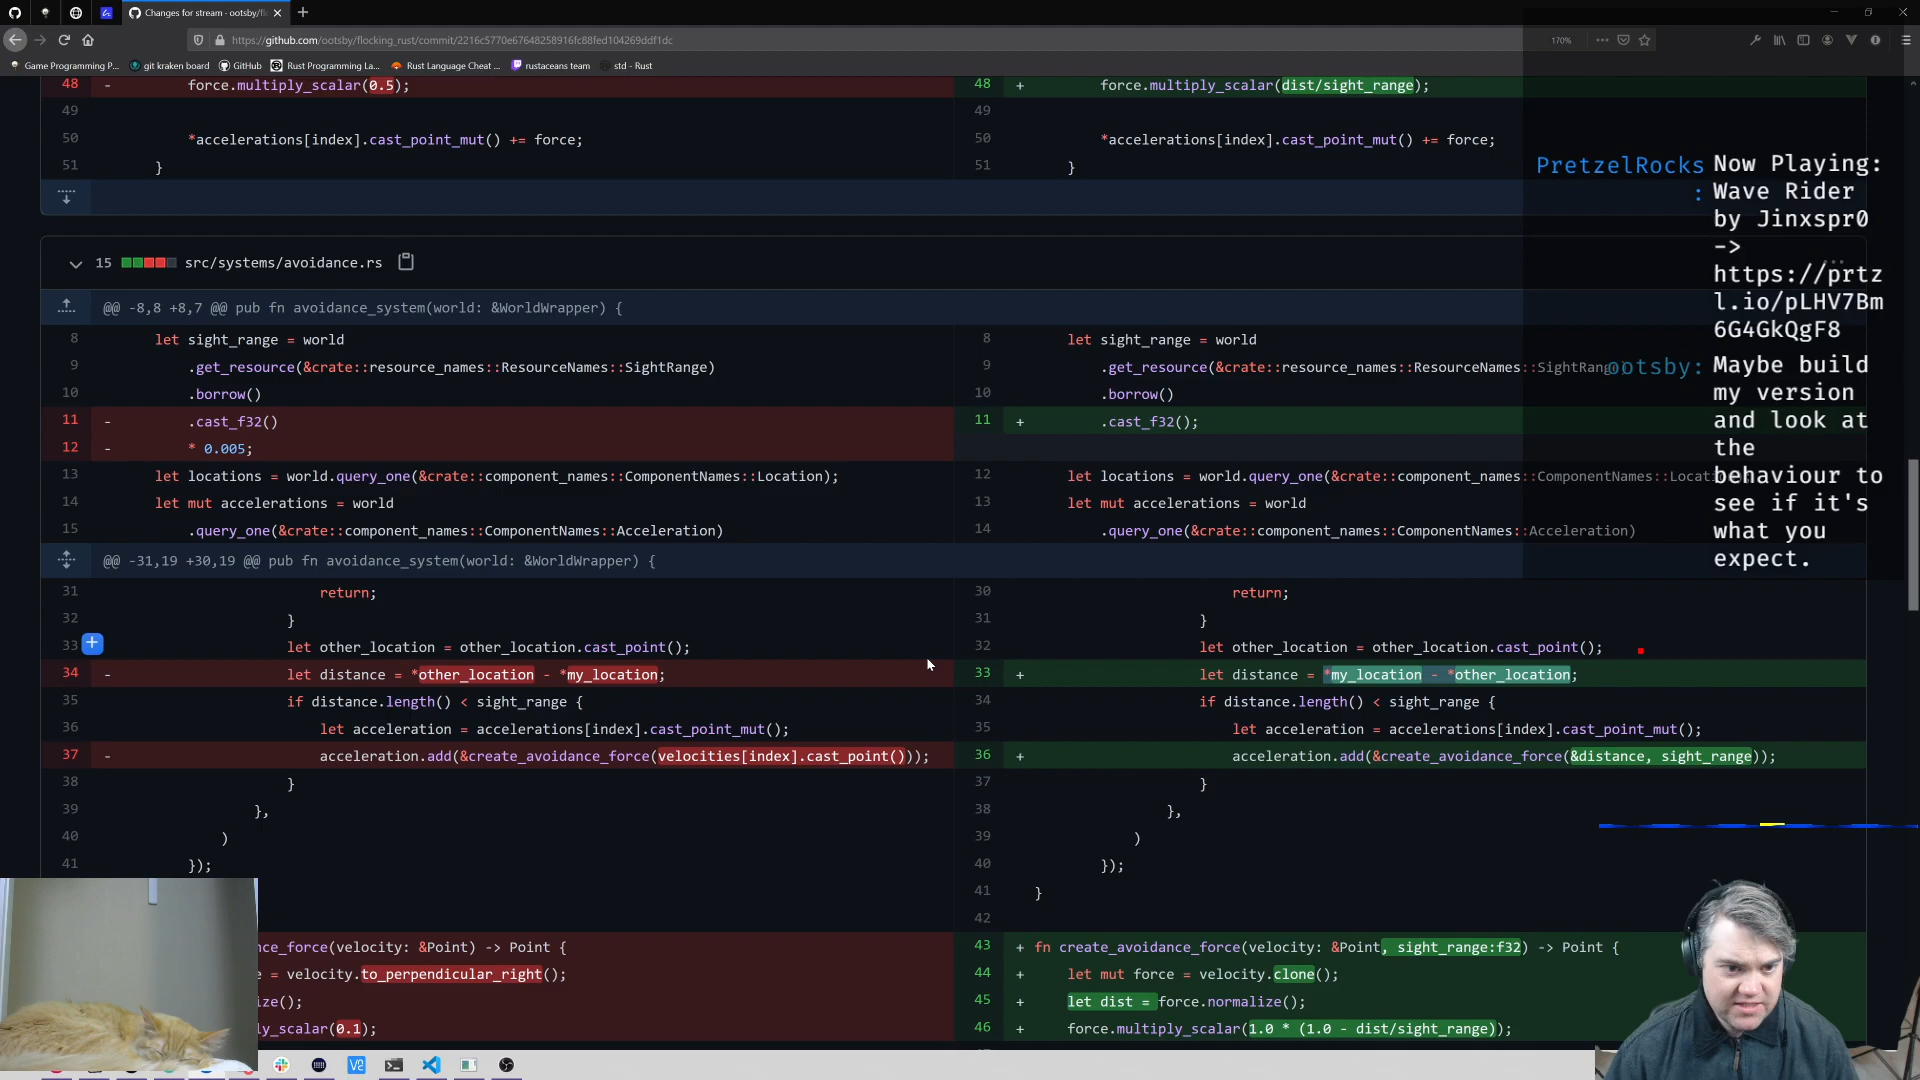 Changes for stream - ootsby/fl
https://github.com/ootsby/flocking_rust/commit/2216c5770e67648258916fc88fed104269ddf1dc
170%
Game Programming P...
git kraken board
GitHub
Rust Programming La...
Rust Language Cheat ...
rustaceans team
std - Rust
48 - force.multiply_scalar(0.5);
48 + force.multiply_scalar(dist/sight_range);
49
49
50 *accelerations[index].cast_point_mut() += force;
50 *accelerations[index].cast_point_mut() += force;
51 }
51 }
PretzelRocks: Now Playing:
Wave Rider
by Jinxspr0
->
https://prtz
l.io/pLHV7Bm
6G4GkQgF8
ootsby: Maybe build
my version
and look at
the
behaviour to
see if it's
what you
expect.
15 src/systems/avoidance.rs
@@ -8,8 +8,7 @@ pub fn avoidance_system(world: &WorldWrapper) {
8 let sight_range = world
8 let sight_range = world
9 .get_resource(&crate::resource_names::ResourceNames::SightRange)
9 .get_resource(&crate::resource_names::ResourceNames::SightRang
10 .borrow()
10 .borrow()
11 - .cast_f32()
11 + .cast_f32();
12 - * 0.005;
13 let locations = world.query_one(&crate::component_names::ComponentNames::Location);
12 let locations = world.query_one(&crate::component_names::ComponentNames::Locat
14 let mut accelerations = world
13 let mut accelerations = world
15 .query_one(&crate::component_names::ComponentNames::Acceleration)
14 .query_one(&crate::component_names::ComponentNames::Acceleration)
@@ -31,19 +30,19 @@ pub fn avoidance_system(world: &WorldWrapper) {
31 return;
30 return;
32 }
31 }
33 let other_location = other_location.cast_point();
32 let other_location = other_location.cast_point();
34 - let distance = *other_location - *my_location;
33 + let distance = *my_location - *other_location;
35 if distance.length() < sight_range {
34 if distance.length() < sight_range {
36 let acceleration = accelerations[index].cast_point_mut();
35 let acceleration = accelerations[index].cast_point_mut();
37 - acceleration.add(&create_avoidance_force(velocities[index].cast_point()));
36 + acceleration.add(&create_avoidance_force(&distance, sight_range));
38 }
37 }
39 },
38 },
40 )
39 )
41 });
40 });
41 }
42
nce_force(velocity: &Point) -> Point {
43 + fn create_avoidance_force(velocity: &Point, sight_range:f32) -> Point {
= velocity.to_perpendicular_right();
44 + let mut force = velocity.clone();
ize();
45 + let dist = force.normalize();
ly_scalar(0.1);
46 + force.multiply_scalar(1.0 * (1.0 - dist/sight_range));